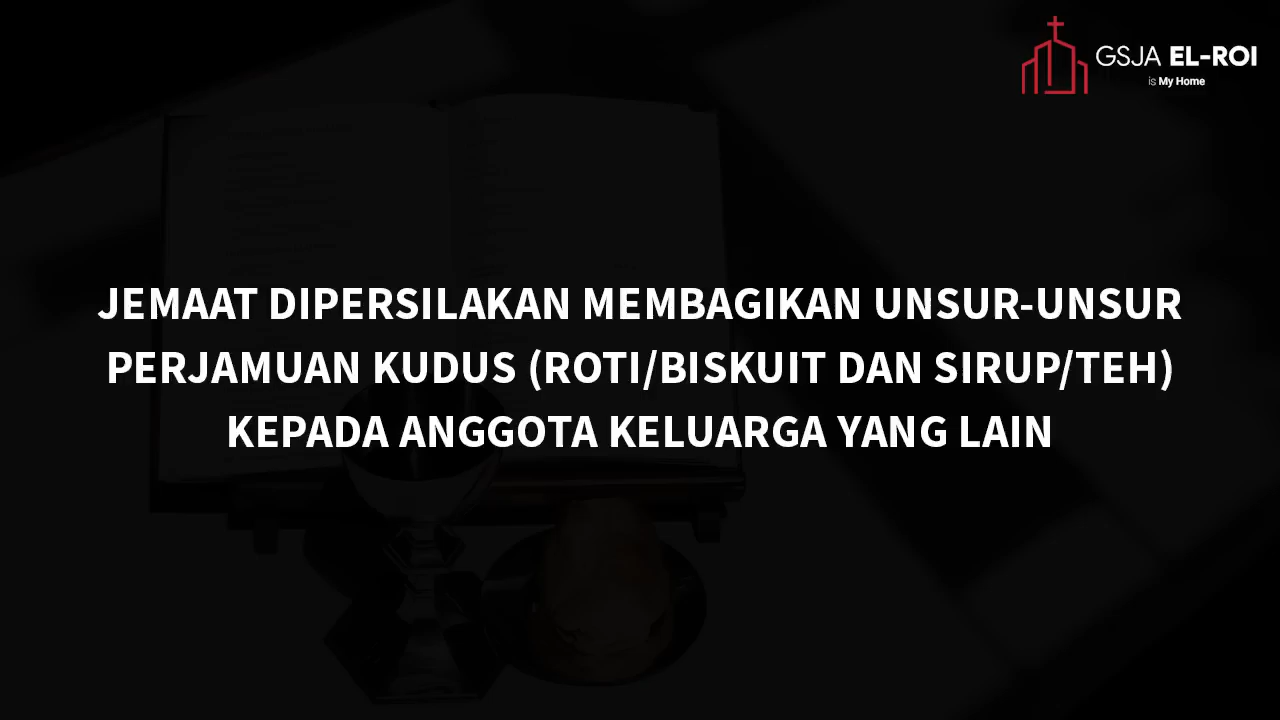 GSJA EL-ROI
is My Home
JEMAAT DIPERSILAKAN MEMBAGIKAN UNSUR-UNSUR
PERJAMUAN KUDUS (ROTI/BISKUIT DAN SIRUP/TEH)
KEPADA ANGGOTA KELUARGA YANG LAIN